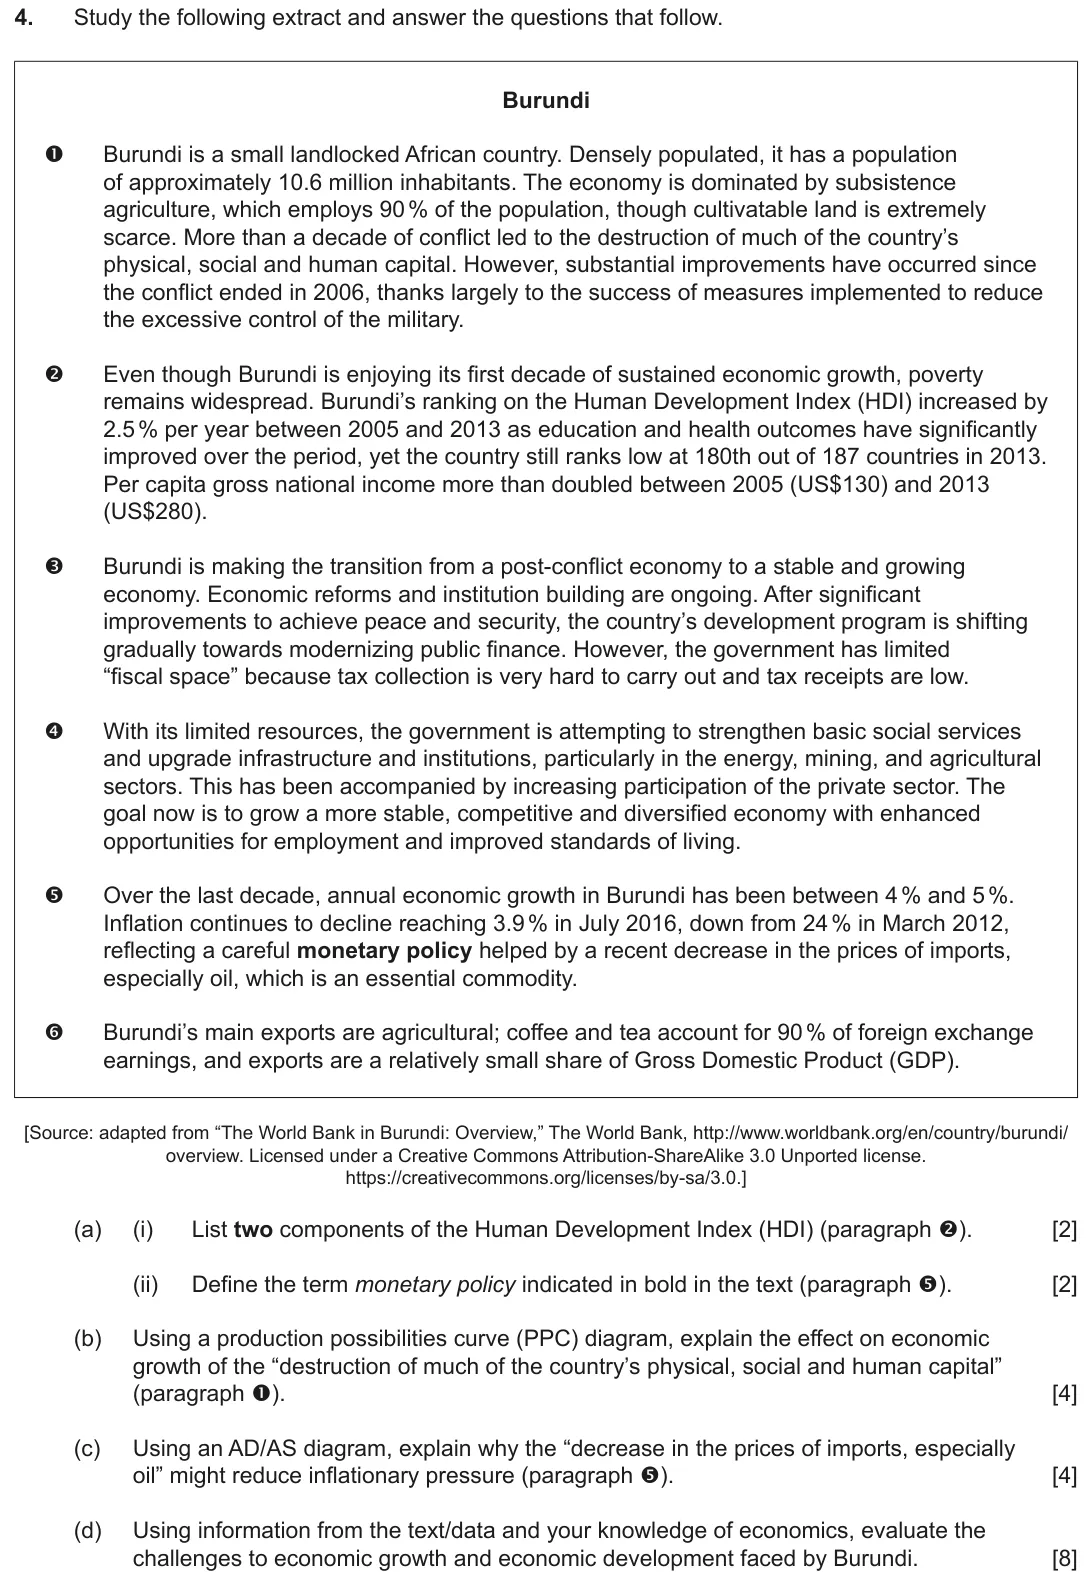 4. Study the following extract and answer the questions that follow.
Burundi
❶ Burundi is a small landlocked African country. Densely populated, it has a population
of approximately 10.6 million inhabitants. The economy is dominated by subsistence
agriculture, which employs 90 % of the population, though cultivatable land is extremely
scarce. More than a decade of conflict led to the destruction of much of the country’s
physical, social and human capital. However, substantial improvements have occurred since
the conflict ended in 2006, thanks largely to the success of measures implemented to reduce
the excessive control of the military.
❷ Even though Burundi is enjoying its first decade of sustained economic growth, poverty
remains widespread. Burundi’s ranking on the Human Development Index (HDI) increased by
2.5 % per year between 2005 and 2013 as education and health outcomes have significantly
improved over the period, yet the country still ranks low at 180th out of 187 countries in 2013.
Per capita gross national income more than doubled between 2005 (US$130) and 2013
(US$280).
❸ Burundi is making the transition from a post-conflict economy to a stable and growing
economy. Economic reforms and institution building are ongoing. After significant
improvements to achieve peace and security, the country’s development program is shifting
gradually towards modernizing public finance. However, the government has limited
“fiscal space” because tax collection is very hard to carry out and tax receipts are low.
❹ With its limited resources, the government is attempting to strengthen basic social services
and upgrade infrastructure and institutions, particularly in the energy, mining, and agricultural
sectors. This has been accompanied by increasing participation of the private sector. The
goal now is to grow a more stable, competitive and diversified economy with enhanced
opportunities for employment and improved standards of living.
❺ Over the last decade, annual economic growth in Burundi has been between 4 % and 5 %.
Inflation continues to decline reaching 3.9 % in July 2016, down from 24 % in March 2012,
reflecting a careful monetary policy helped by a recent decrease in the prices of imports,
especially oil, which is an essential commodity.
❻ Burundi’s main exports are agricultural; coffee and tea account for 90 % of foreign exchange
earnings, and exports are a relatively small share of Gross Domestic Product (GDP).
[Source: adapted from “The World Bank in Burundi: Overview,” The World Bank, http://www.worldbank.org/en/country/burundi/
overview. Licensed under a Creative Commons Attribution-ShareAlike 3.0 Unported license.
https://creativecommons.org/licenses/by-sa/3.0.]
(a) (i) List two components of the Human Development Index (HDI) (paragraph ❷). [2]
(ii) Define the term monetary policy indicated in bold in the text (paragraph ❺). [2]
(b) Using a production possibilities curve (PPC) diagram, explain the effect on economic
growth of the “destruction of much of the country’s physical, social and human capital”
(paragraph ❶). [4]
(c) Using an AD/AS diagram, explain why the “decrease in the prices of imports, especially
oil” might reduce inflationary pressure (paragraph ❺). [4]
(d) Using information from the text/data and your knowledge of economics, evaluate the
challenges to economic growth and economic development faced by Burundi. [8]